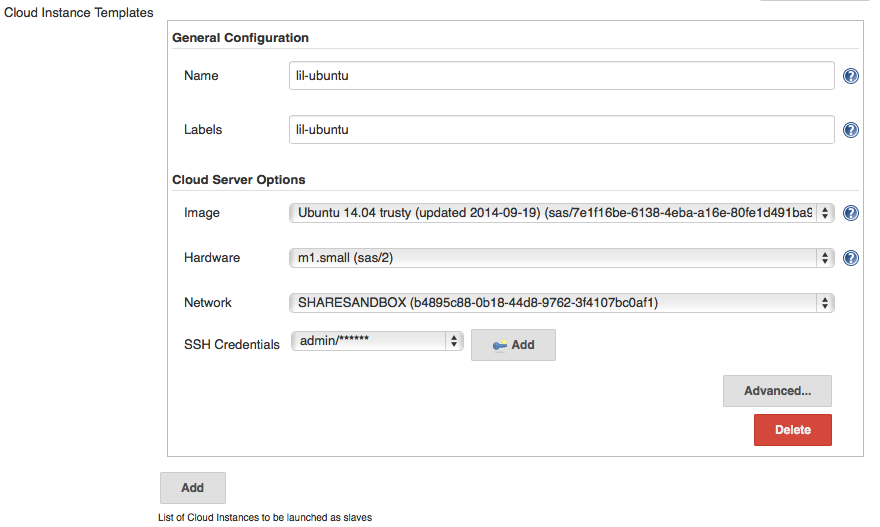 Cloud Instance Templates
General Configuration
Name lil-ubuntu
Labels lil-ubuntu
Cloud Server Options
Image Ubuntu 14.04 trusty (updated 2014-09-19) (sas/7e1f16be-6138-4eba-a16e-80fe1d491ba9
Hardware m1.small (sas/2)
Network SHARESANDBOX (b4895c88-0b18-44d8-9762-3f4107bc0af1)
SSH Credentials admin/****** Add
Advanced...
Delete
Add
List of Cloud Instances to be launched as slaves